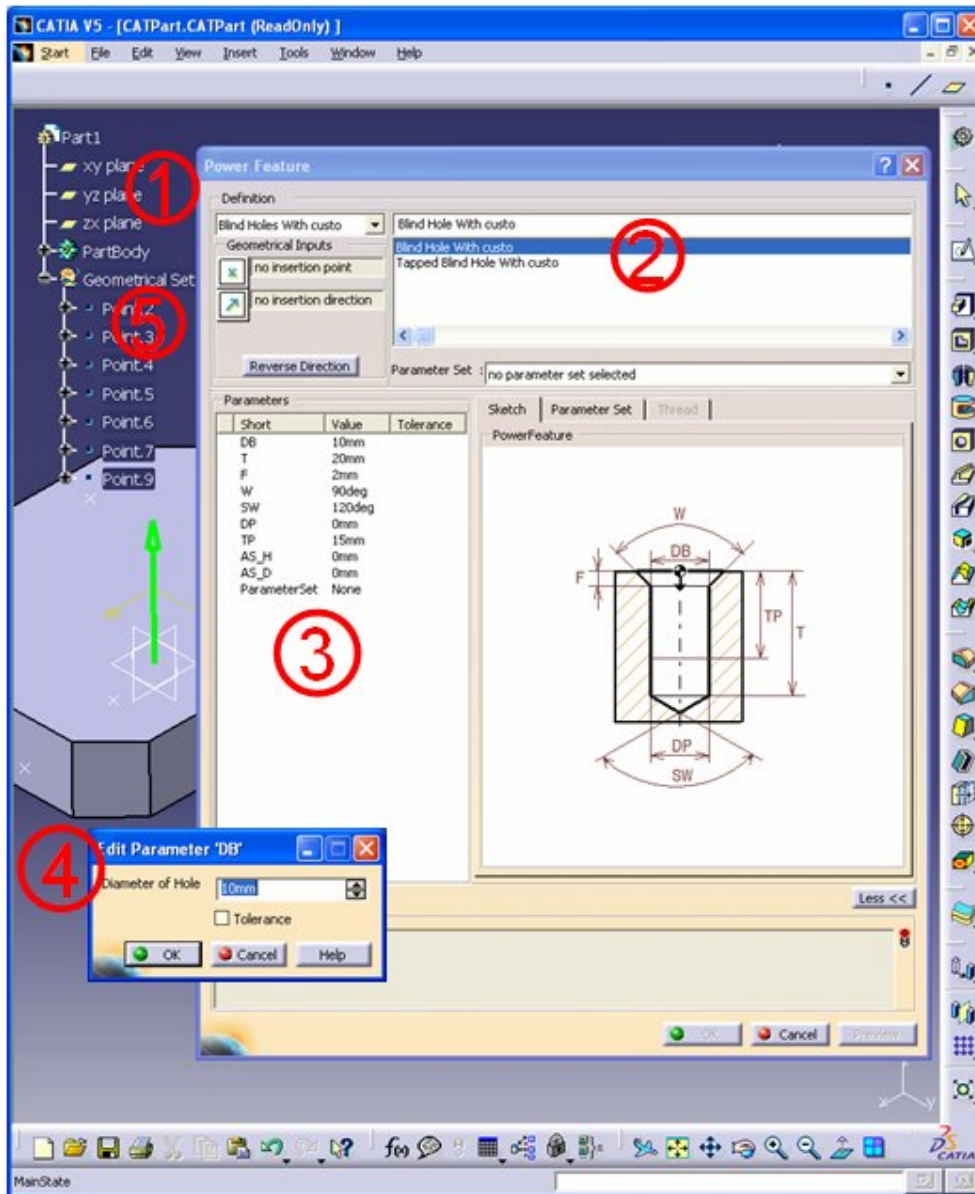 CATIA V5 - [CATPart.CATPart (ReadOnly) ]
Start File Edit View Insert Tools Window Help
Part1
xy plane
yz plane
zx plane
PartBody
Geometrical Set
Point.2
Point.3
Point.4
Point.5
Point.6
Point.7
Point.9
1
5
Power Feature
Definition
Blind Holes With custo
Blind Hole With custo
Geometrical Inputs
Blind Hole With custo
no insertion point
Tapped Blind Hole With custo
2
no insertion direction
Reverse Direction
Parameter Set : no parameter set selected
Parameters
Short Value Tolerance
DB 10mm
T 20mm
F 2mm
W 90deg
SW 120deg
DP 0mm
TP 15mm
AS_H 0mm
AS_D 0mm
ParameterSet None
3
Sketch Parameter Set Thread
PowerFeature
W
DB
F
TP
T
DP
SW
4
Edit Parameter 'DB'
Diameter of Hole 10mm
Tolerance
OK Cancel Help
Less <<
OK Cancel Preview
x y
f(x)
CATIA
MainState